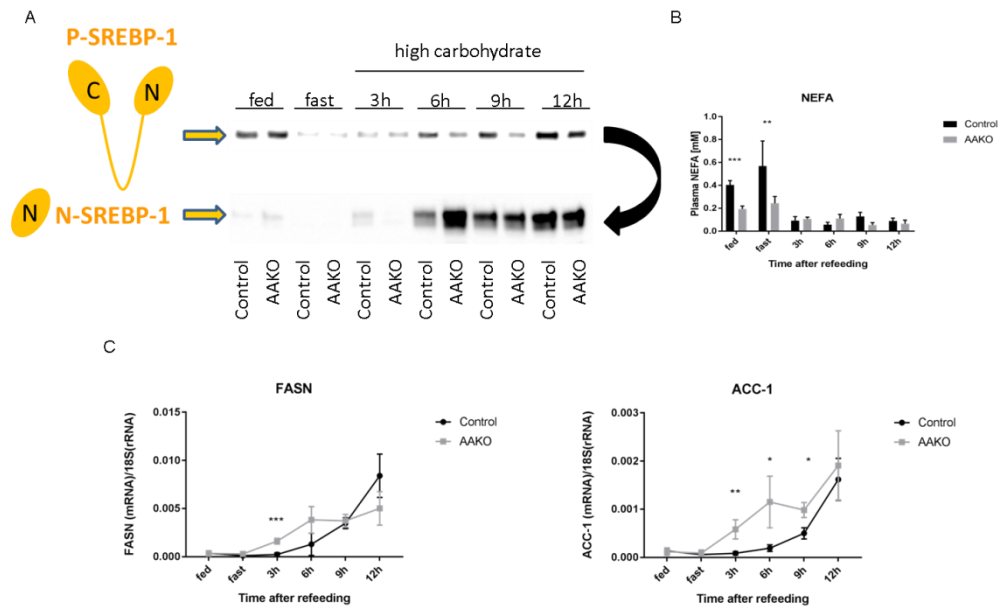 A
P-SREBP-1
C N
N N-SREBP-1
high carbohydrate
fed fast 3h 6h 9h 12h
Control AAKO Control AAKO Control AAKO Control AAKO Control AAKO Control AAKO
B
NEFA
Plasma NEFA [mM]
1.0
0.8
0.6
0.4
0.2
0.0
*** **
fed fast 3h 6h 9h 12h
Time after refeeding
Control
AAKO
C
FASN
FASN (mRNA)/18S(rRNA)
0.015
0.010
0.005
0.000
***
fed fast 3h 6h 9h 12h
Time after refeeding
Control
AAKO
ACC-1
ACC-1 (mRNA)/18S(rRNA)
0.003
0.002
0.001
0.000
** * *
fed fast 3h 6h 9h 12h
Time after refeeding
Control
AAKO